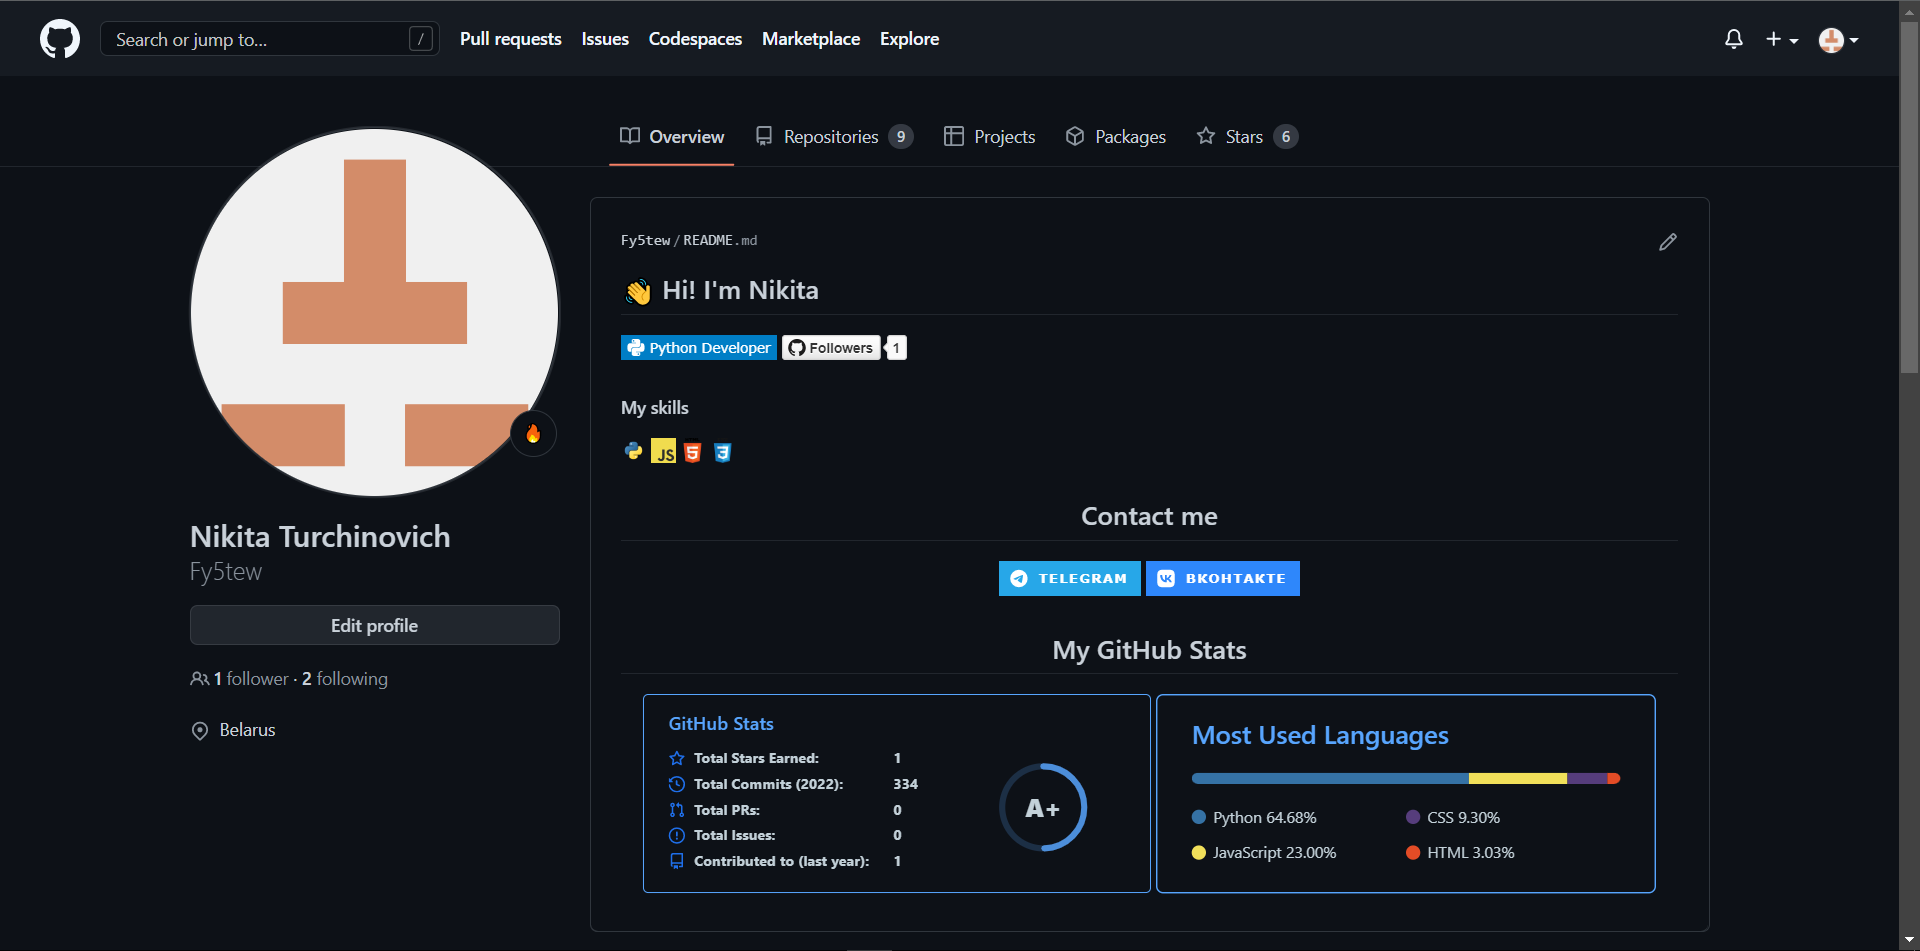 Search or jump to... /
Pull requests Issues Codespaces Marketplace Explore
Overview Repositories 9 Projects Packages Stars 6
Nikita Turchinovich
Fy5tew
Edit profile
1 follower · 2 following
Belarus
Fy5tew / README.md
Hi! I'm Nikita
Python Developer Followers 1
My skills
JS 5 3
Contact me
TELEGRAM ВКОНТАКТЕ
My GitHub Stats
GitHub Stats
Total Stars Earned: 1
Total Commits (2022): 334
Total PRs: 0
Total Issues: 0
Contributed to (last year): 1
A+
Most Used Languages
Python 64.68% CSS 9.30%
JavaScript 23.00% HTML 3.03%